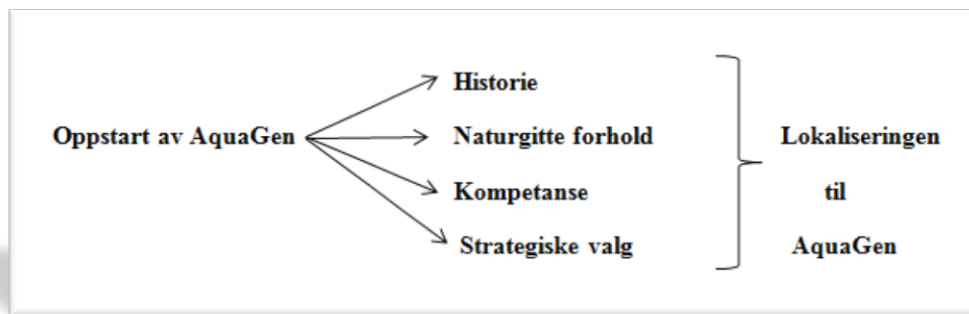 Oppstart av AquaGen
Historie
Naturgitte forhold
Kompetanse
Strategiske valg
Lokaliseringen
til
AquaGen